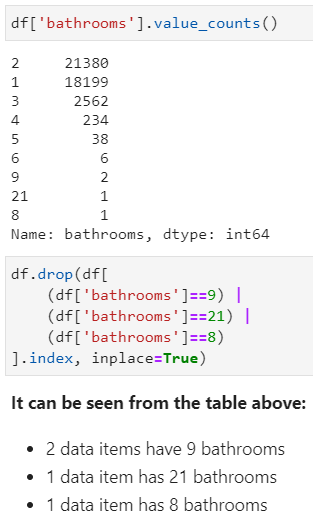 df['bathrooms'].value_counts()
2 21380
1 18199
3 2562
4 234
5 38
6 6
9 2
21 1
8 1
Name: bathrooms, dtype: int64
df.drop(df[
(df['bathrooms']==9) |
(df['bathrooms']==21) |
(df['bathrooms']==8)
].index, inplace=True)
It can be seen from the table above:
• 2 data items have 9 bathrooms
• 1 data item has 21 bathrooms
• 1 data item has 8 bathrooms